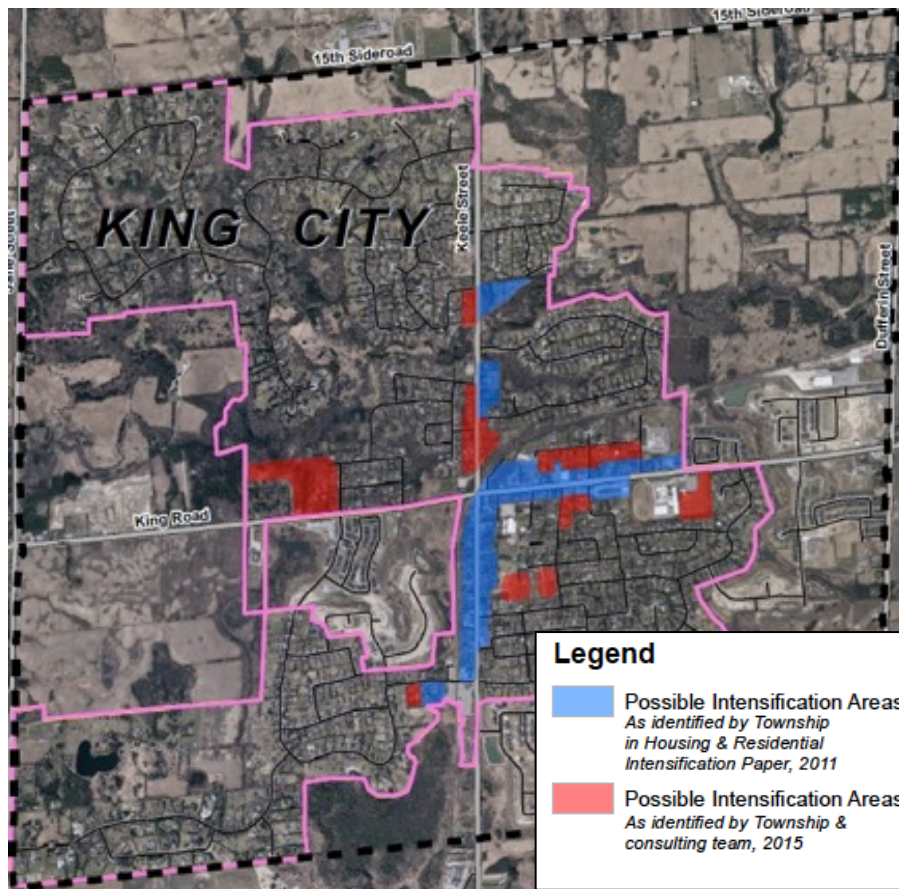 15th Sideroad
15th Sideroad
Keele Street
KING CITY
Street
Dufferin Street
King Road
Legend
Possible Intensification Areas
As identified by Township
in Housing & Residential
Intensification Paper, 2011
Possible Intensification Areas
As identified by Township &
consulting team, 2015